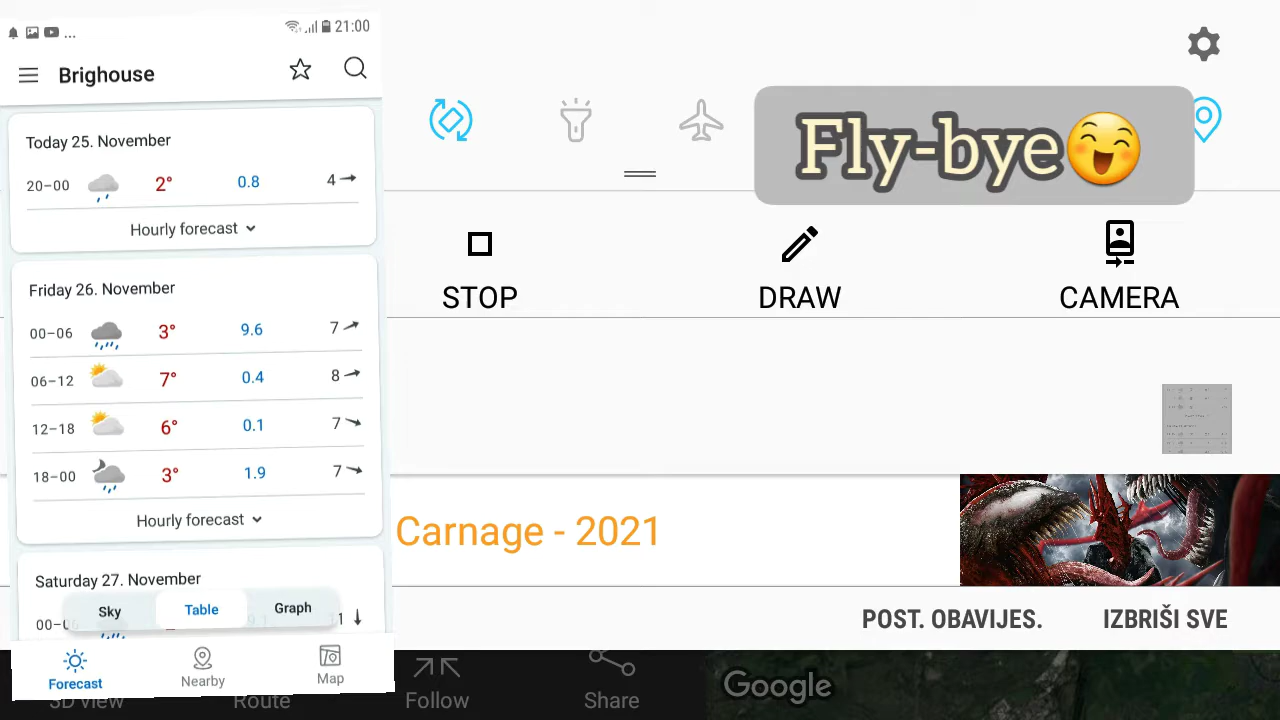 ... 21:00
Brighouse
Today 25. November
20–00 2° 0.8 4
Hourly forecast
Friday 26. November
00–06 3° 9.6 7
06–12 7° 0.4 8
12–18 6° 0.1 7
18–00 3° 1.9 7
Hourly forecast
Saturday 27. November
Sky Table Graph
Forecast Nearby Map
Fly-bye😄
STOP DRAW CAMERA
Carnage - 2021
POST. OBAVIJES. IZBRIŠI SVE
3D view Route Follow Share
Google